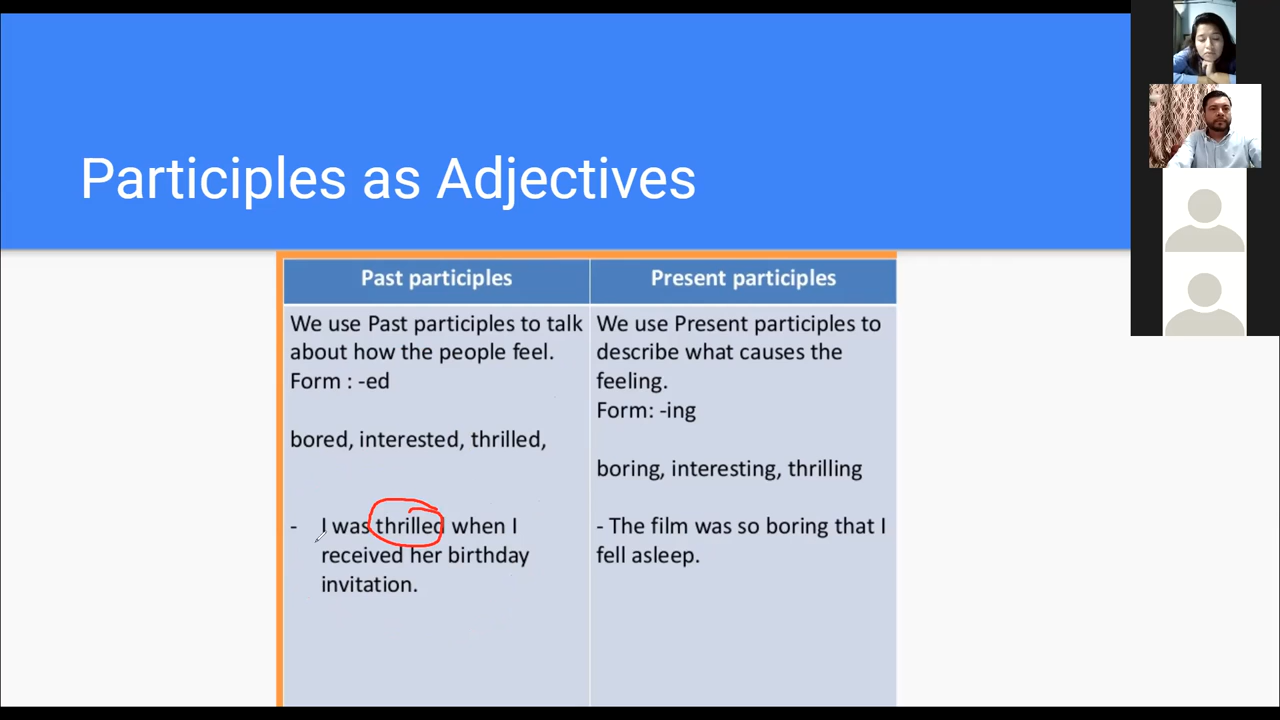 Participles as Adjectives
Past participles
We use Past participles to talk
about how the people feel.
Form : -ed
bored, interested, thrilled,
- I was thrilled when I
received her birthday
invitation.
Present participles
We use Present participles to
describe what causes the
feeling.
Form: -ing
boring, interesting, thrilling
- The film was so boring that I
fell asleep.